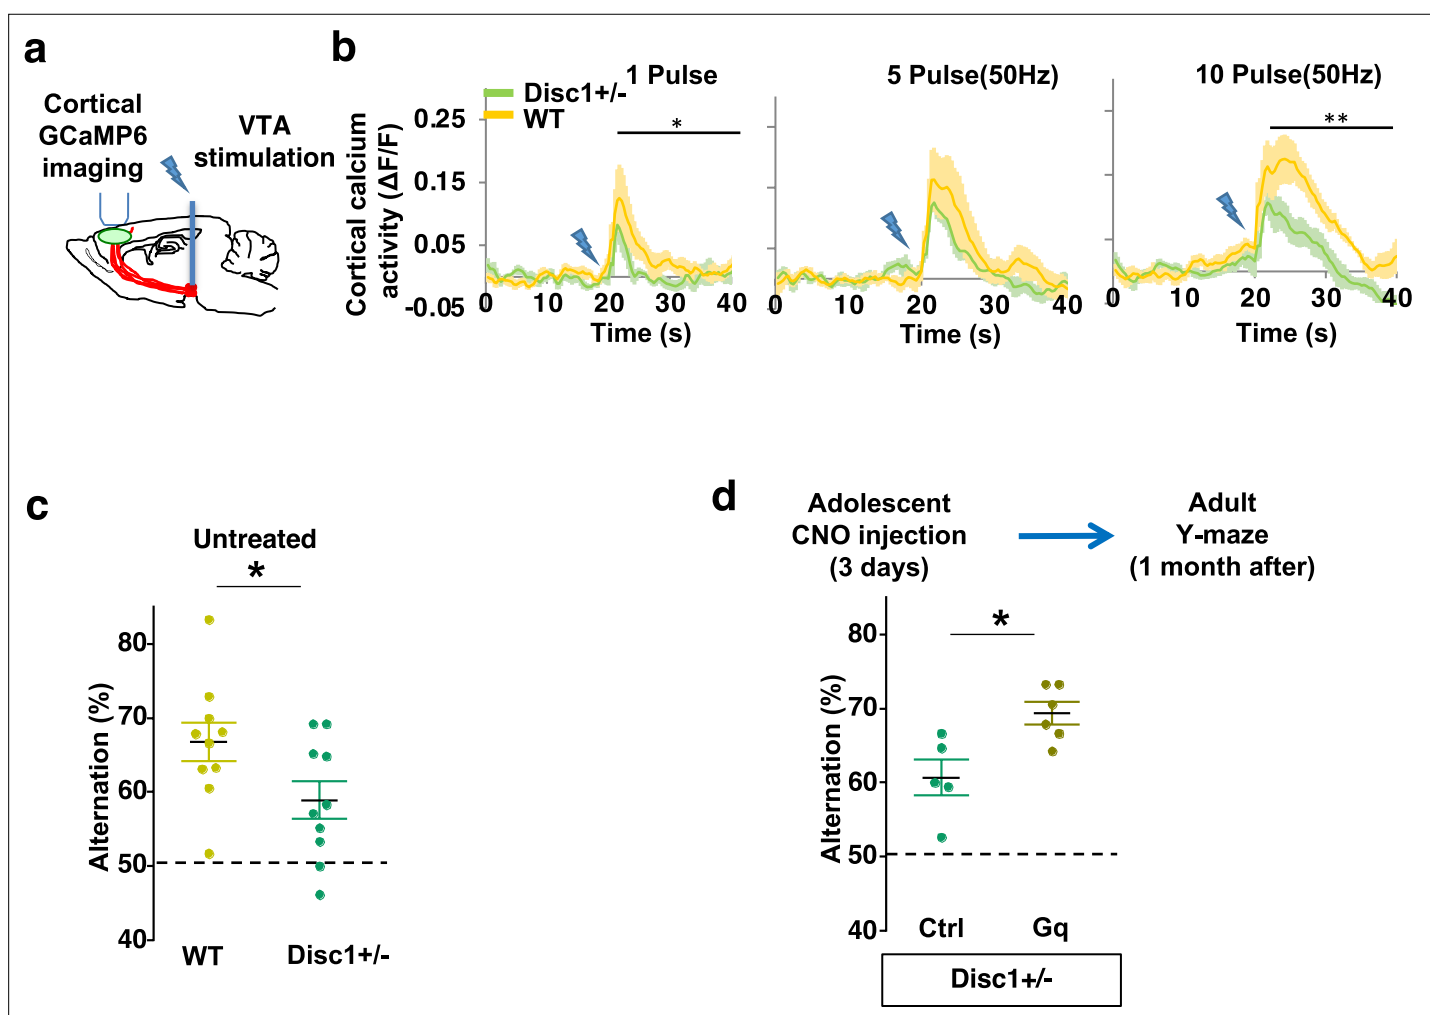 a
Cortical
GCaMP6
imaging
VTA
stimulation
b
Cortical calcium
activity (ΔF/F)
Disc1+/-
WT
1 Pulse
*
0.25
0.15
0.05
-0.05
0 10 20 30 40
Time (s)
5 Pulse(50Hz)
0 10 20 30 40
Time (s)
10 Pulse(50Hz)
**
0 10 20 30 40
Time (s)
c
Untreated
*
Alternation (%)
80
70
60
50
40
WT Disc1+/-
d
Adolescent
CNO injection
(3 days)
Adult
Y-maze
(1 month after)
*
Alternation (%)
80
70
60
50
40
Ctrl Gq
Disc1+/-